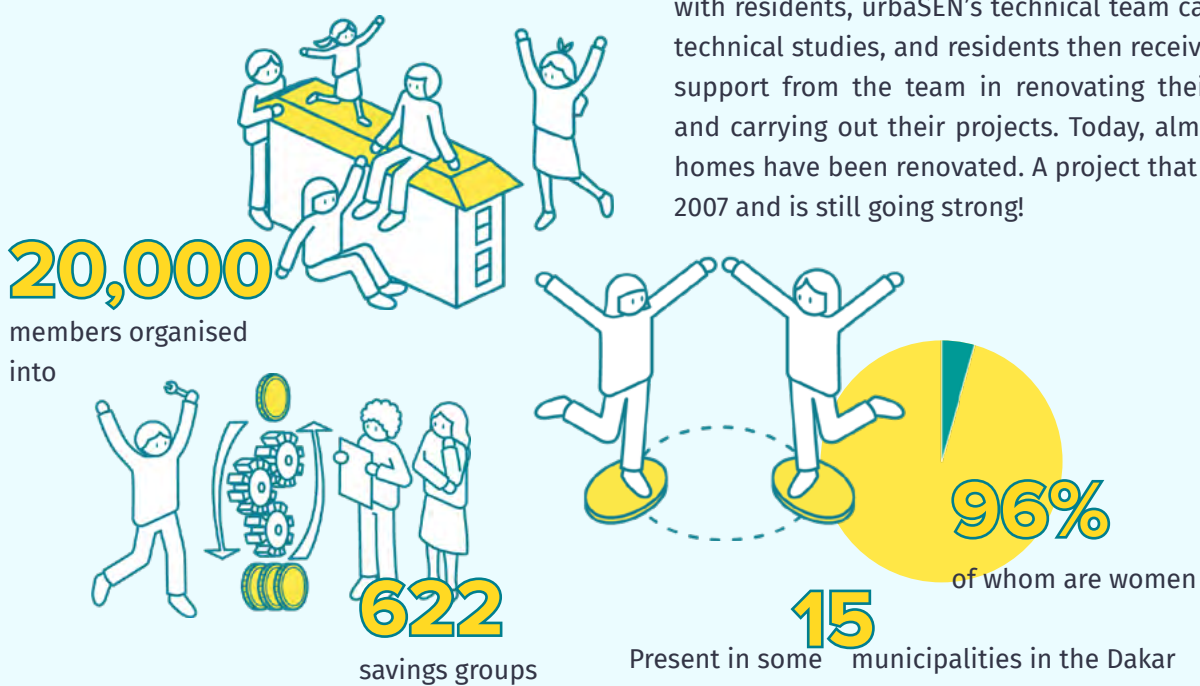 with residents, urbaSEN's technical team ca
technical studies, and residents then receiv
support from the team in renovating thei
and carrying out their projects. Today, alm
homes have been renovated. A project that
2007 and is still going strong!
20,000
members organised
into
622
savings groups
96%
of whom are women
Present in some 15 municipalities in the Dakar